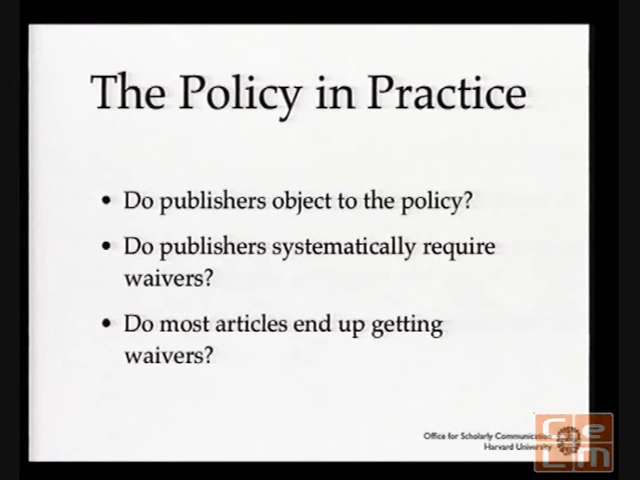 The Policy in Practice
• Do publishers object to the policy?
• Do publishers systematically require
waivers?
• Do most articles end up getting
waivers?
Office for Scholarly Communication
Harvard University
CeLm